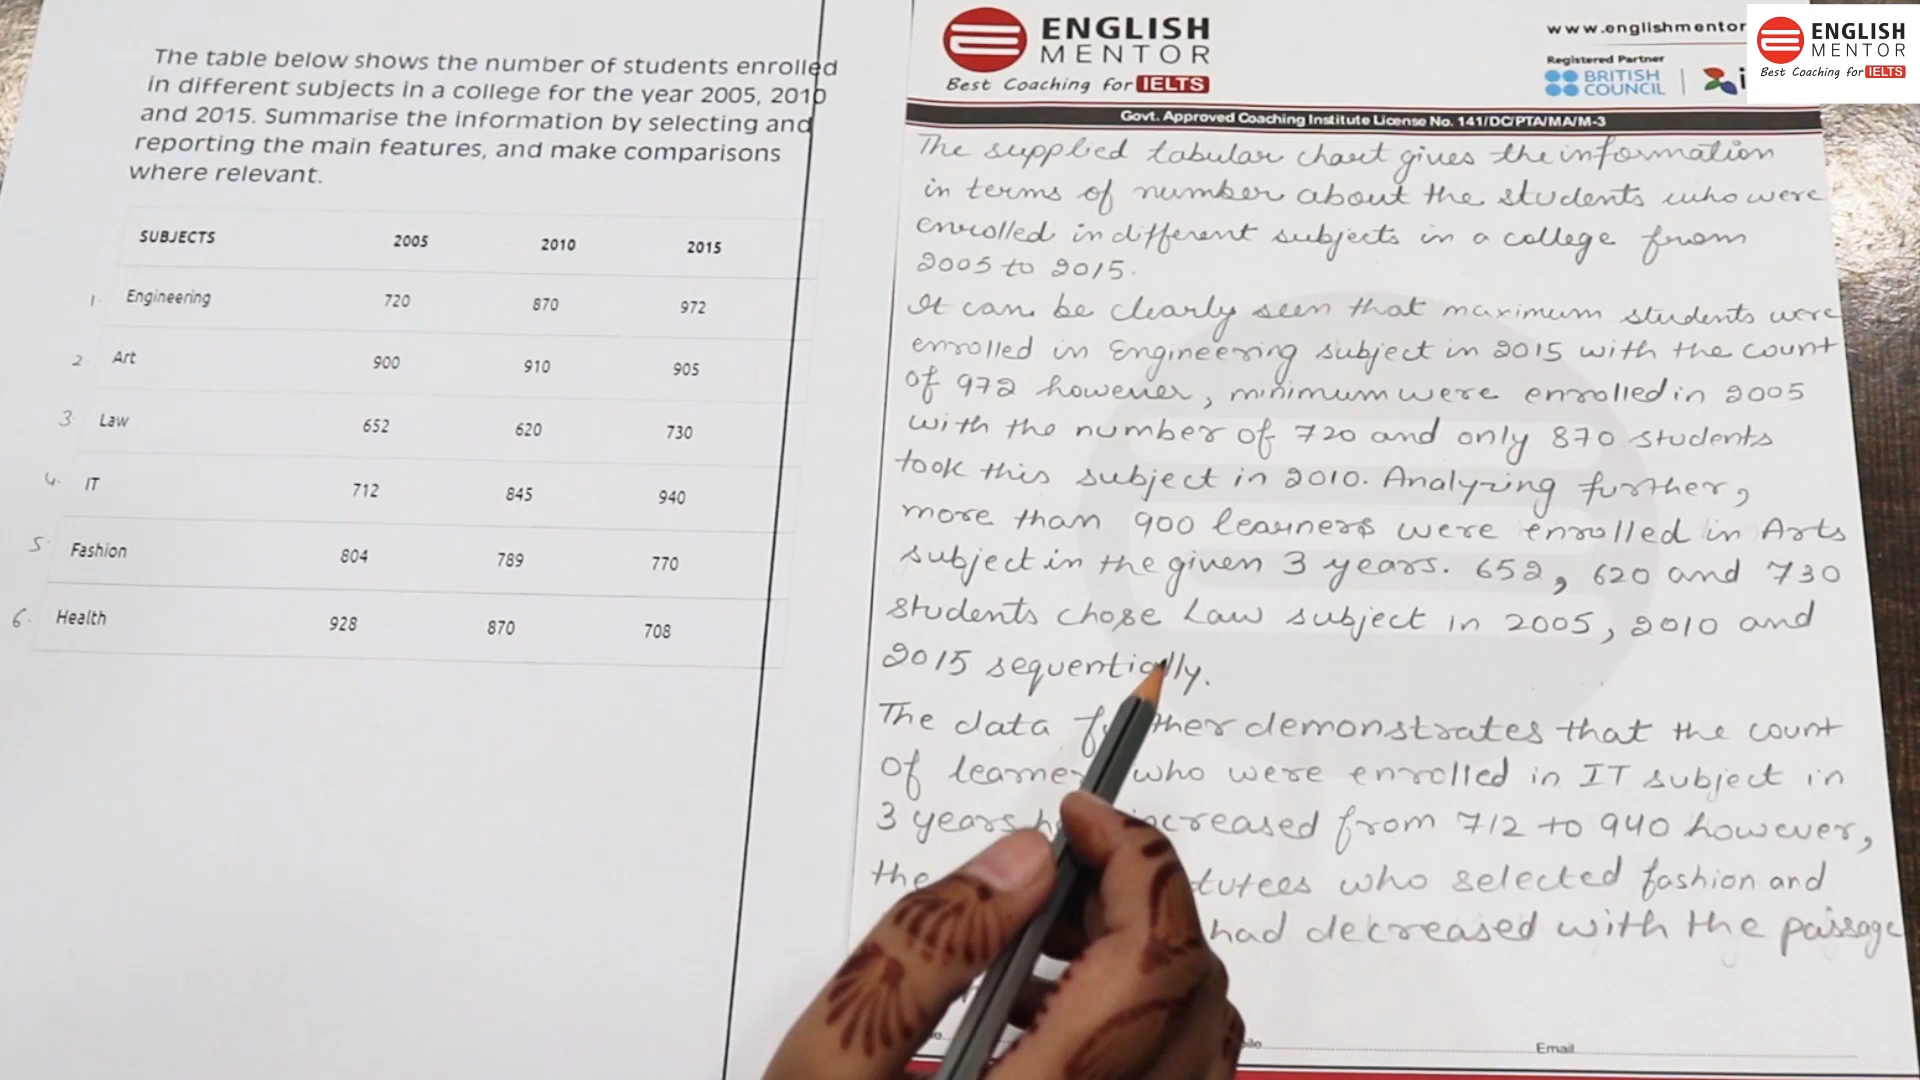 The table below shows the number of students enrolled
in different subjects in a college for the year 2005, 2010
and 2015. Summarise the information by selecting and
reporting the main features, and make comparisons
where relevant.
SUBJECTS 2005 2010 2015
1. Engineering 720 870 972
2. Art 900 910 905
3. Law 652 620 730
4. IT 712 845 940
5. Fashion 804 789 770
6. Health 928 870 708
ENGLISH
MENTOR
Best Coaching for IELTS
www.englishmentor
Registered Partner
BRITISH
COUNCIL
ENGLISH
MENTOR
Best Coaching for IELTS
Govt. Approved Coaching Institute License No. 141/DC/PTA/MA/M-3
The supplied tabular chart gives the information
in terms of number about the students who were
enrolled in different subjects in a college from
2005 to 2015.
It can be clearly seen that maximum students were
enrolled in Engineering subject in 2015 with the count
of 972 however, minimum were enrolled in 2005
with the number of 720 and only 870 students
took this subject in 2010. Analyzing further,
more than 900 learners were enrolled in Arts
subject in the given 3 years. 652, 620 and 730
students chose Law subject in 2005, 2010 and
2015 sequentially.
The data further demonstrates that the count
of learner who were enrolled in IT subject in
3 years increased from 712 to 940 however,
the tutees who selected fashion and
had decreased with the passage
Email